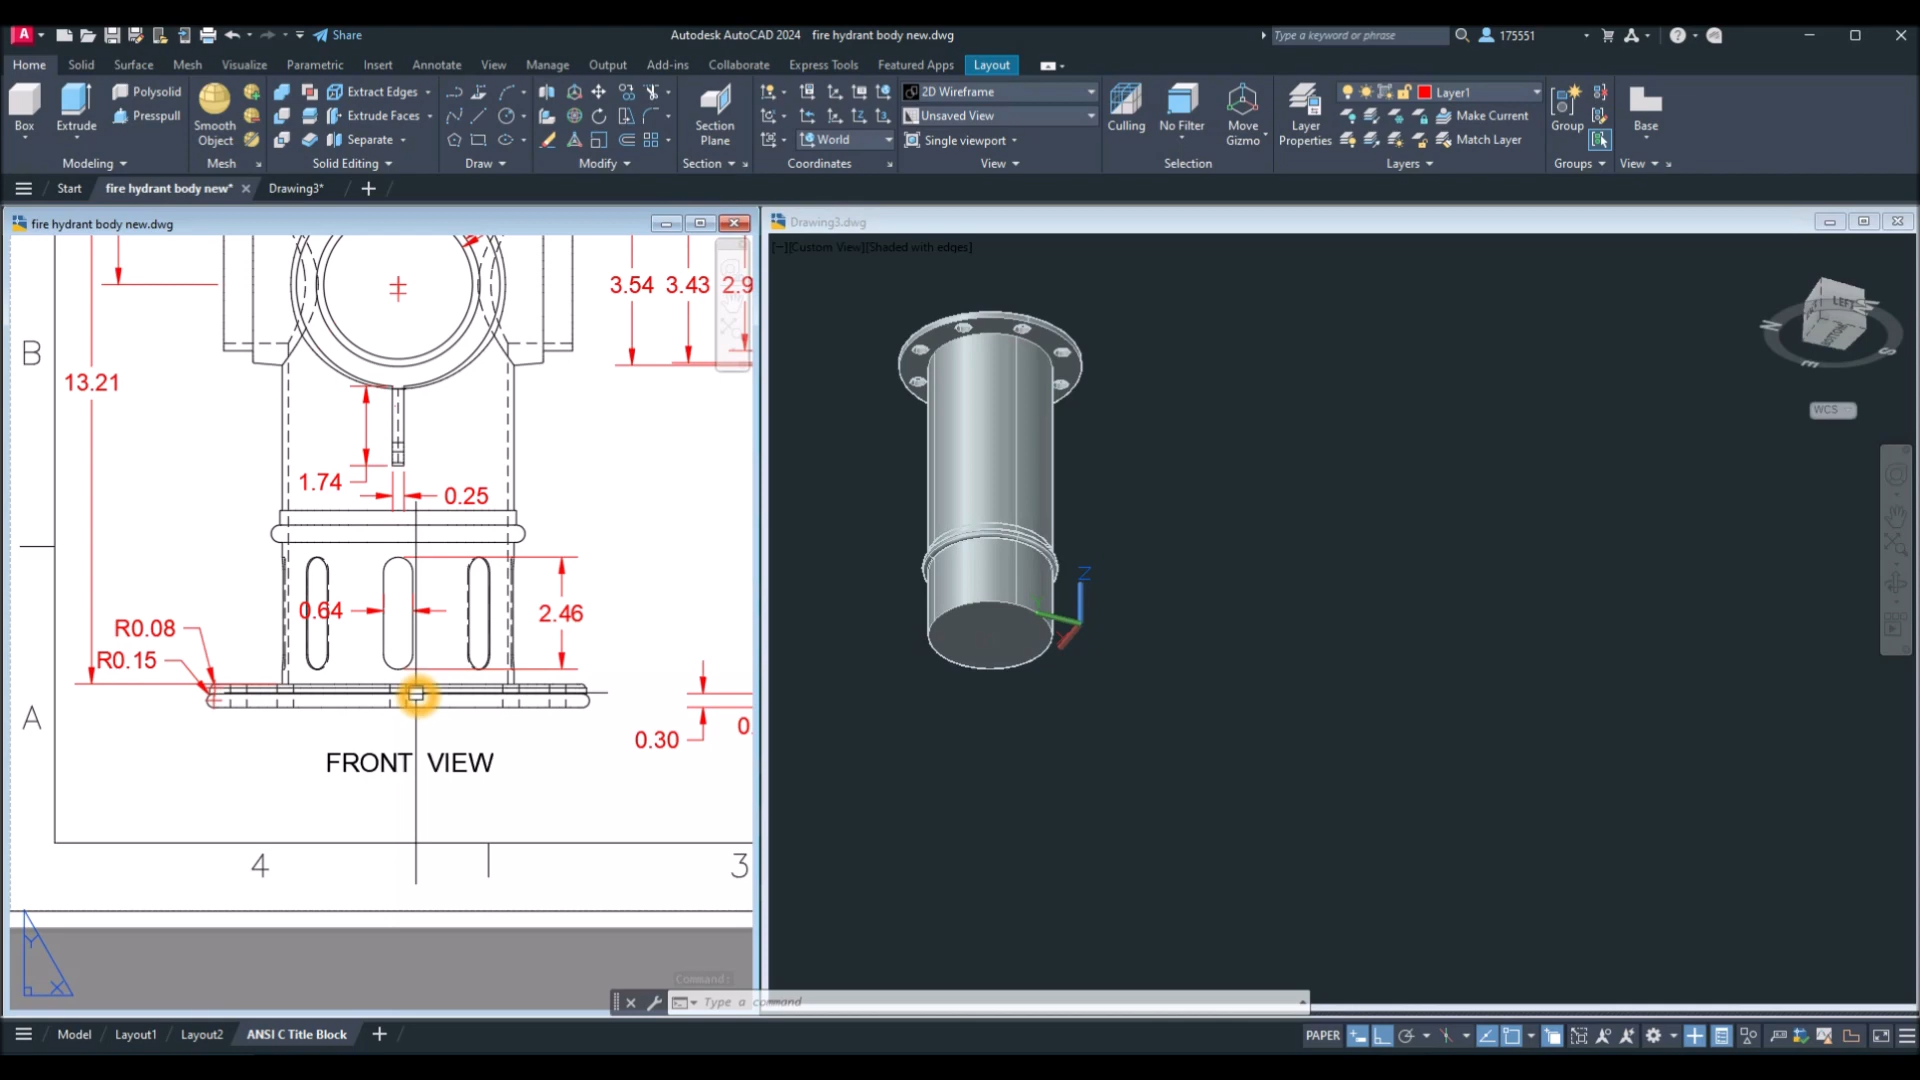 A Share Autodesk AutoCAD 2024 fire hydrant body new.dwg Type a keyword or phrase 175551
Home Solid Surface Mesh Visualize Parametric Insert Annotate View Manage Output Add-ins Collaborate Express Tools Featured Apps Layout
Polysolid Extract Edges 2D Wireframe Layer1
Box Extrude Presspull Smooth Object Extrude Faces Section Plane Unsaved View Culling No Filter Move Gizmo Layer Properties Make Current Group Base
Separate World Single viewport Match Layer
Modeling Mesh Solid Editing Draw Modify Section Coordinates View Selection Layers Groups View
Start fire hydrant body new* Drawing3*
fire hydrant body new.dwg
Drawing3.dwg
[−][Custom View][Shaded with edges]
3.54 3.43 2.9
LEFT
BOTTOM
N
S
E
B
13.21
WCS
1.74
0.25
Z
0.64
2.46
R0.08
R0.15
A
0.30
0.
FRONT VIEW
4
3
Y
X
Command:
Type a command
Model Layout1 Layout2 ANSI C Title Block
PAPER